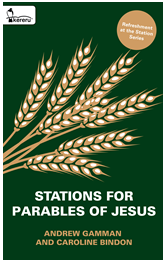 kereru
Refreshment
at the Station
Series
STATIONS FOR
PARABLES OF JESUS
ANDREW GAMMAN
AND CAROLINE BINDON